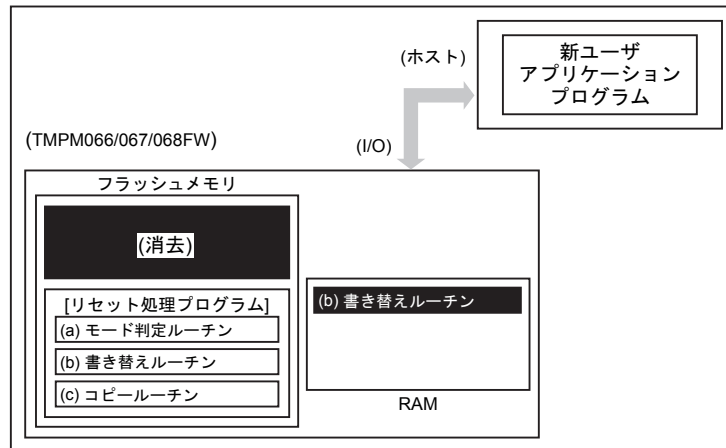 (ホスト)
新ユーザ
アプリケーション
プログラム
(TMPM066/067/068FW)
(I/O)
フラッシュメモリ
(消去)
[リセット処理プログラム]
(a) モード判定ルーチン
(b) 書き替えルーチン
(c) コピールーチン
(b) 書き替えルーチン
RAM